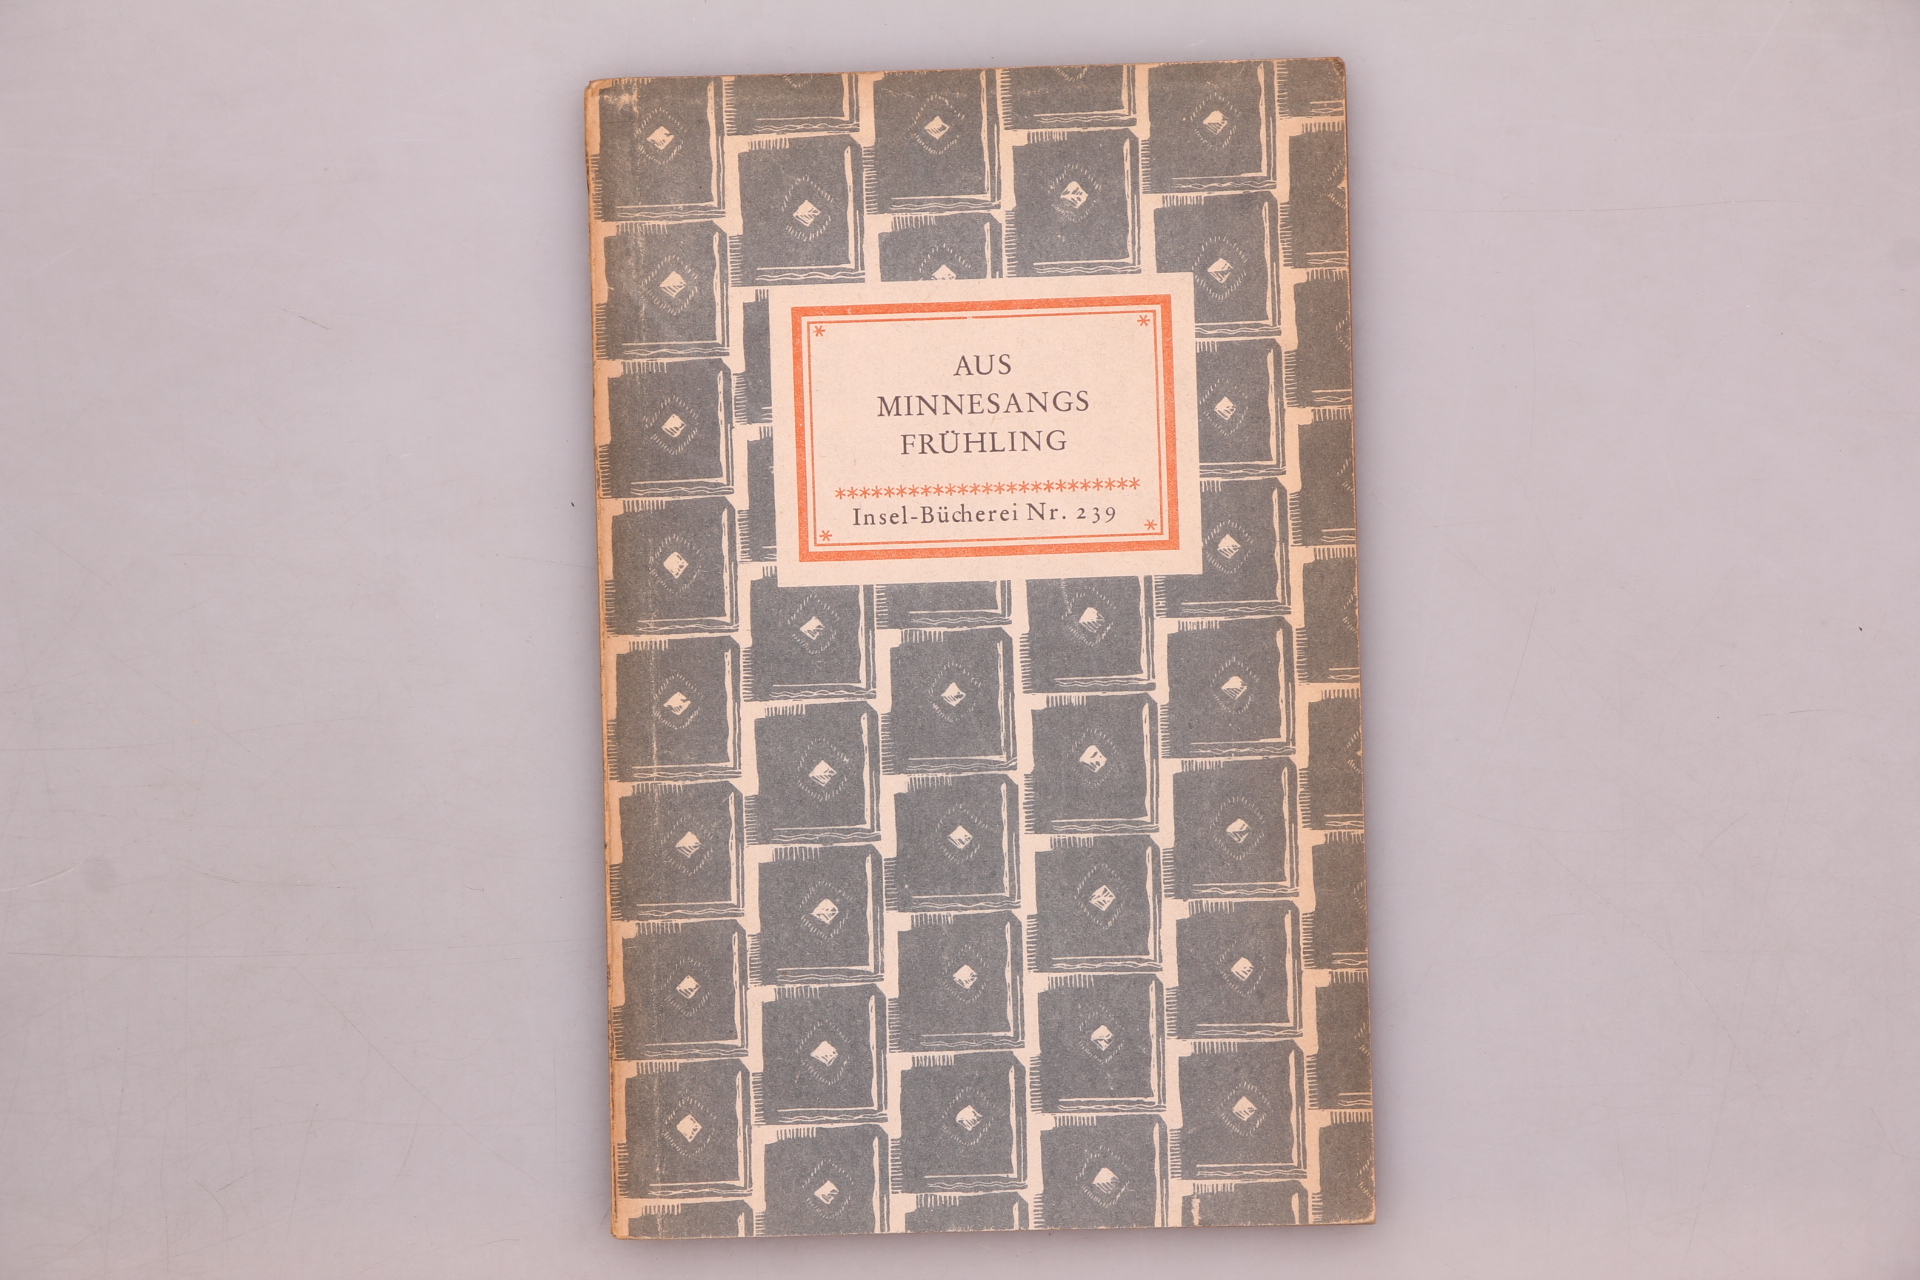 AUS
MINNESANGS
FRÜHLING
************************
Insel-Bücherei Nr. 239